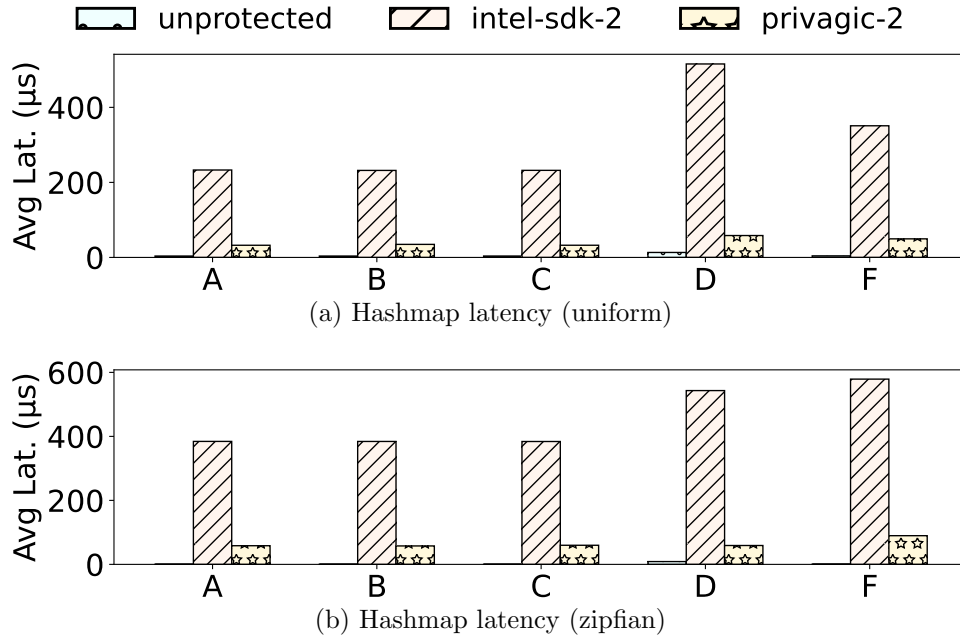 unprotected intel-sdk-2 privagic-2
Avg Lat. (µs)
400
200
0
A B C D F
(a) Hashmap latency (uniform)
Avg Lat. (µs)
600
400
200
0
A B C D F
(b) Hashmap latency (zipfian)